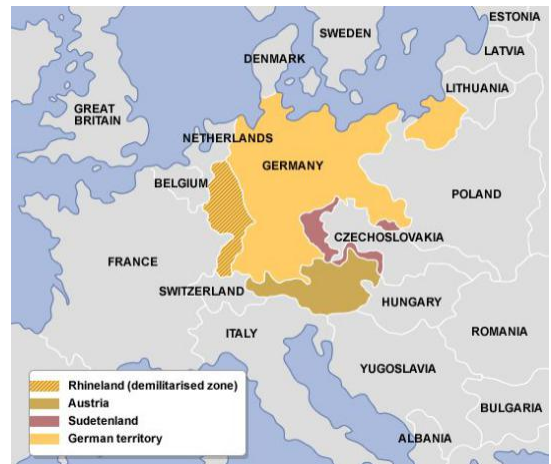 ESTONIA
SWEDEN
LATVIA
DENMARK
LITHUANIA
GREAT
BRITAIN
NETHERLANDS
GERMANY
BELGIUM
POLAND
CZECHOSLOVAKIA
FRANCE
SWITZERLAND
HUNGARY
ITALY
ROMANIA
YUGOSLAVIA
BULGARIA
ALBANIA
Rhineland (demilitarised zone)
Austria
Sudetenland
German territory